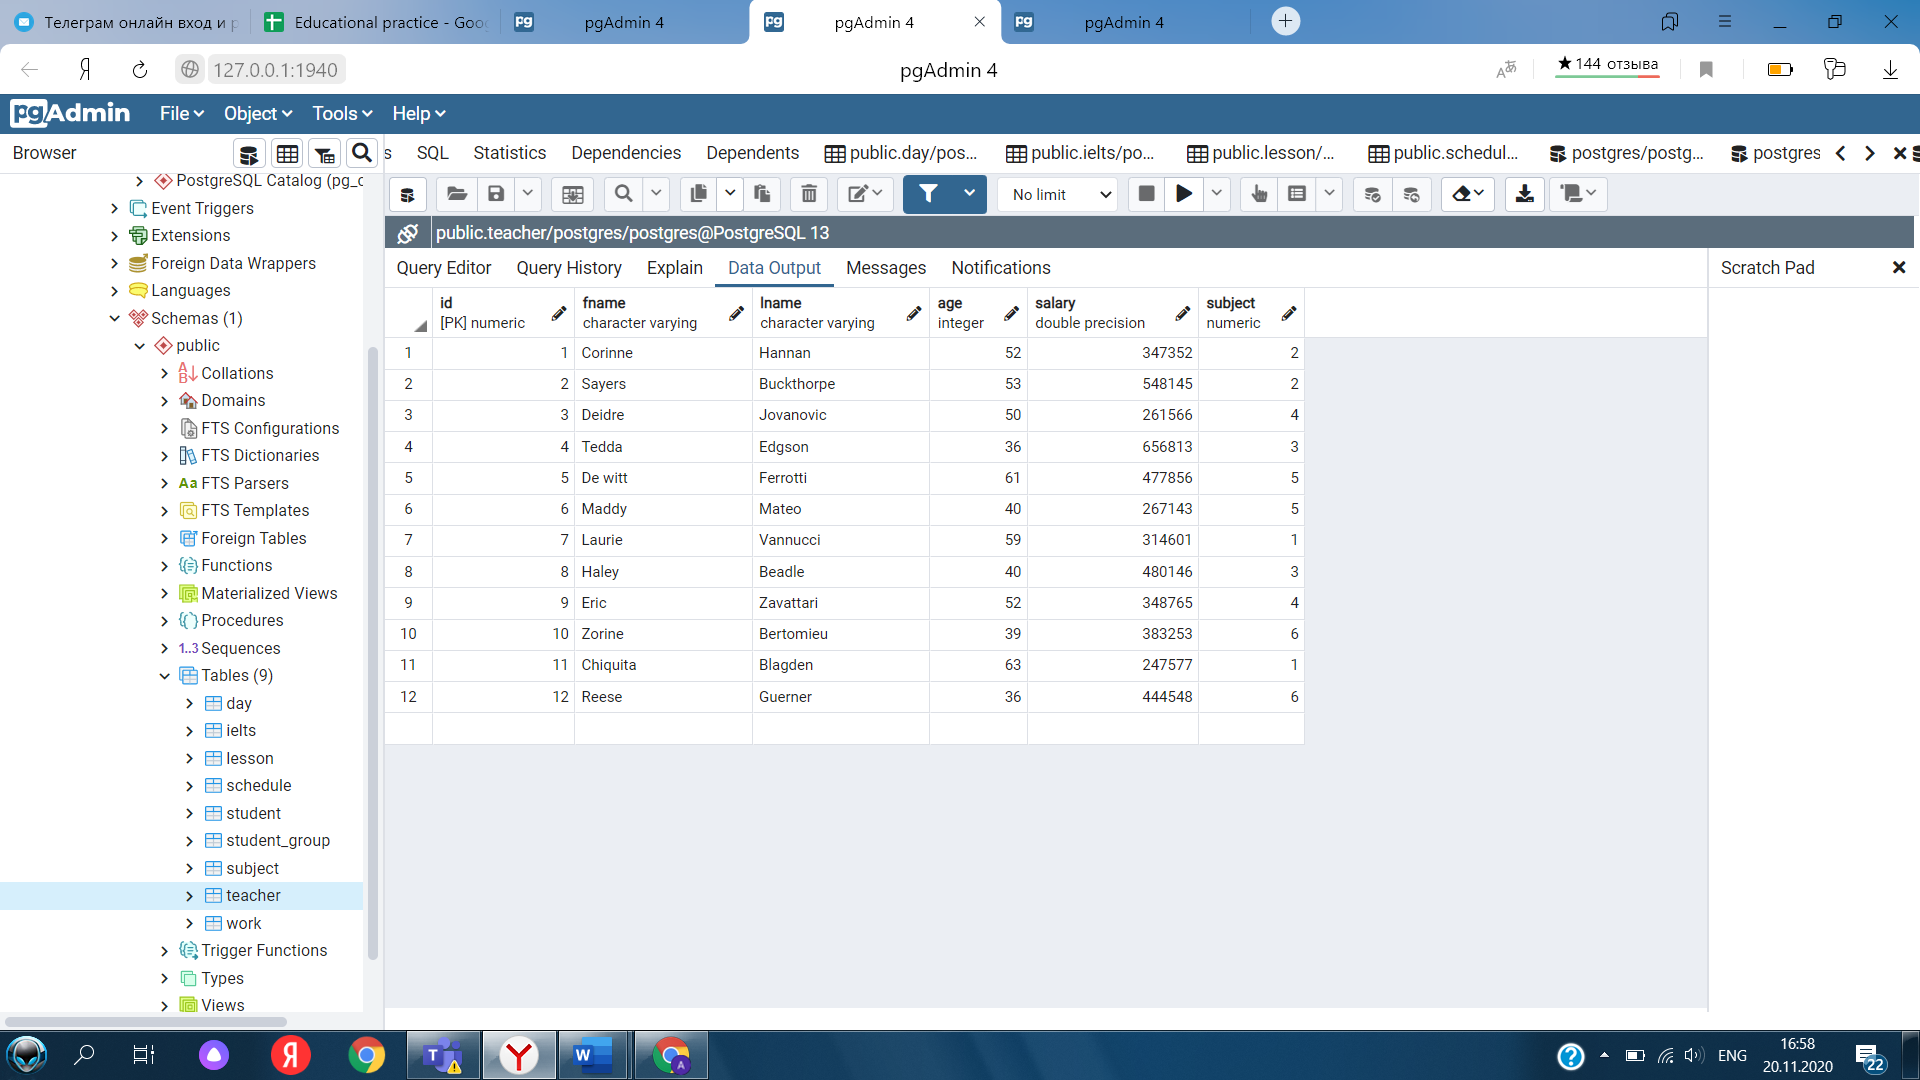 Телеграм онлайн вход и р
Educational practice - Goo
pgAdmin 4
pgAdmin 4
pgAdmin 4
127.0.0.1:1940
pgAdmin 4
★144 отзыва
pgAdmin
File
Object
Tools
Help
Browser
s
SQL
Statistics
Dependencies
Dependents
public.day/pos...
public.ielts/po...
public.lesson/...
public.schedul...
postgres/postg...
postgres
No limit
public.teacher/postgres/postgres@PostgreSQL 13
Query Editor
Query History
Explain
Data Output
Messages
Notifications
Scratch Pad
PostgreSQL Catalog (pg_c
Event Triggers
Extensions
Foreign Data Wrappers
Languages
Schemas (1)
public
Collations
Domains
FTS Configurations
FTS Dictionaries
Aa FTS Parsers
FTS Templates
Foreign Tables
Functions
Materialized Views
Procedures
1..3 Sequences
Tables (9)
day
ielts
lesson
schedule
student
student_group
subject
teacher
work
Trigger Functions
Types
Views
id fname lname age salary subject
[PK] numeric character varying character varying integer double precision numeric
1 1 Corinne Hannan 52 347352 2
2 2 Sayers Buckthorpe 53 548145 2
3 3 Deidre Jovanovic 50 261566 4
4 4 Tedda Edgson 36 656813 3
5 5 De witt Ferrotti 61 477856 5
6 6 Maddy Mateo 40 267143 5
7 7 Laurie Vannucci 59 314601 1
8 8 Haley Beadle 40 480146 3
9 9 Eric Zavattari 52 348765 4
10 10 Zorine Bertomieu 39 383253 6
11 11 Chiquita Blagden 63 247577 1
12 12 Reese Guerner 36 444548 6
ENG
16:58
20.11.2020
22